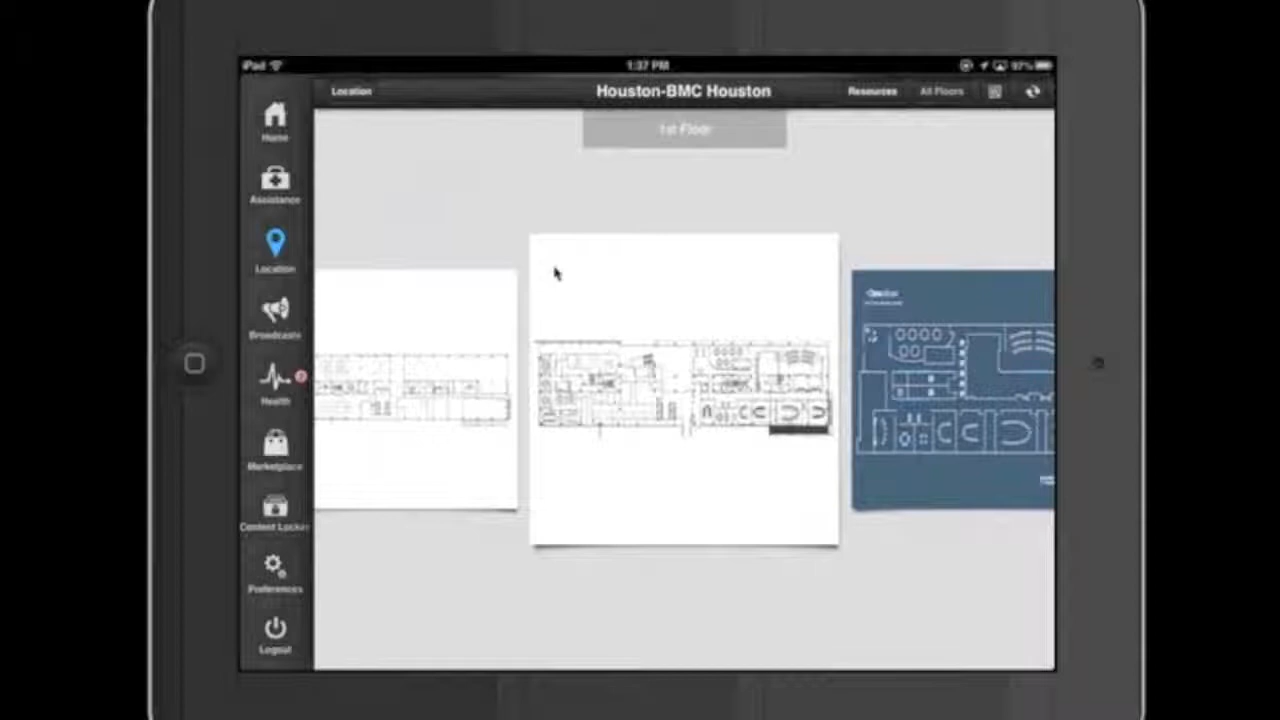 iPad
1:37 PM
97%
Location
Houston-BMC Houston
Resources
All Floors
1st Floor
Home
Assistance
Location
Broadcasts
Health
Marketplace
Content Locker
Preferences
Logout